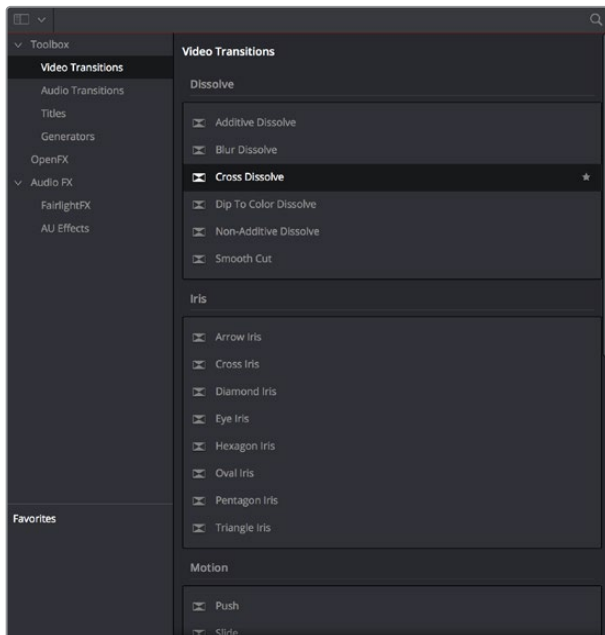 Toolbox
Video Transitions
Audio Transitions
Titles
Generators
OpenFX
Audio FX
FairlightFX
AU Effects
Favorites
Video Transitions
Dissolve
Additive Dissolve
Blur Dissolve
Cross Dissolve
Dip To Color Dissolve
Non-Additive Dissolve
Smooth Cut
Iris
Arrow Iris
Cross Iris
Diamond Iris
Eye Iris
Hexagon Iris
Oval Iris
Pentagon Iris
Triangle Iris
Motion
Push
Slide